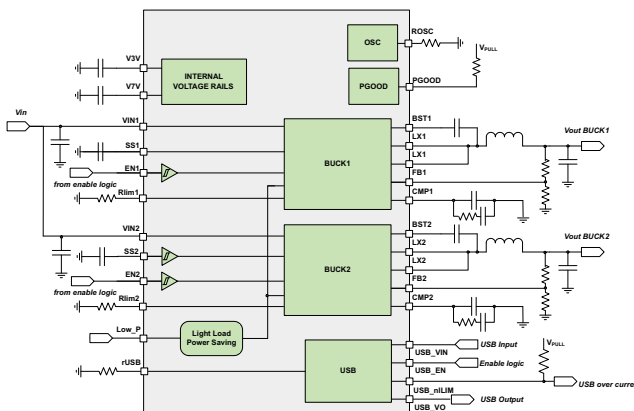 ROSC
OSC
V3V
INTERNAL
VOLTAGE RAILS
VPULL
PGOOD
PGOOD
V7V
Vin
VIN1
SS1
EN1
from enable logic
Rlim1
BUCK1
BST1
LX1
LX1
FB1
CMP1
Vout BUCK1
VIN2
SS2
EN2
from enable logic
Rlim2
BUCK2
BST2
LX2
LX2
FB2
CMP2
Vout BUCK2
Low_P
Light Load
Power Saving
rUSB
USB
USB Input
USB_VIN
Enable logic
USB_EN
VPULL
USB over curre
USB_nILIM
USB Output
USB_VO